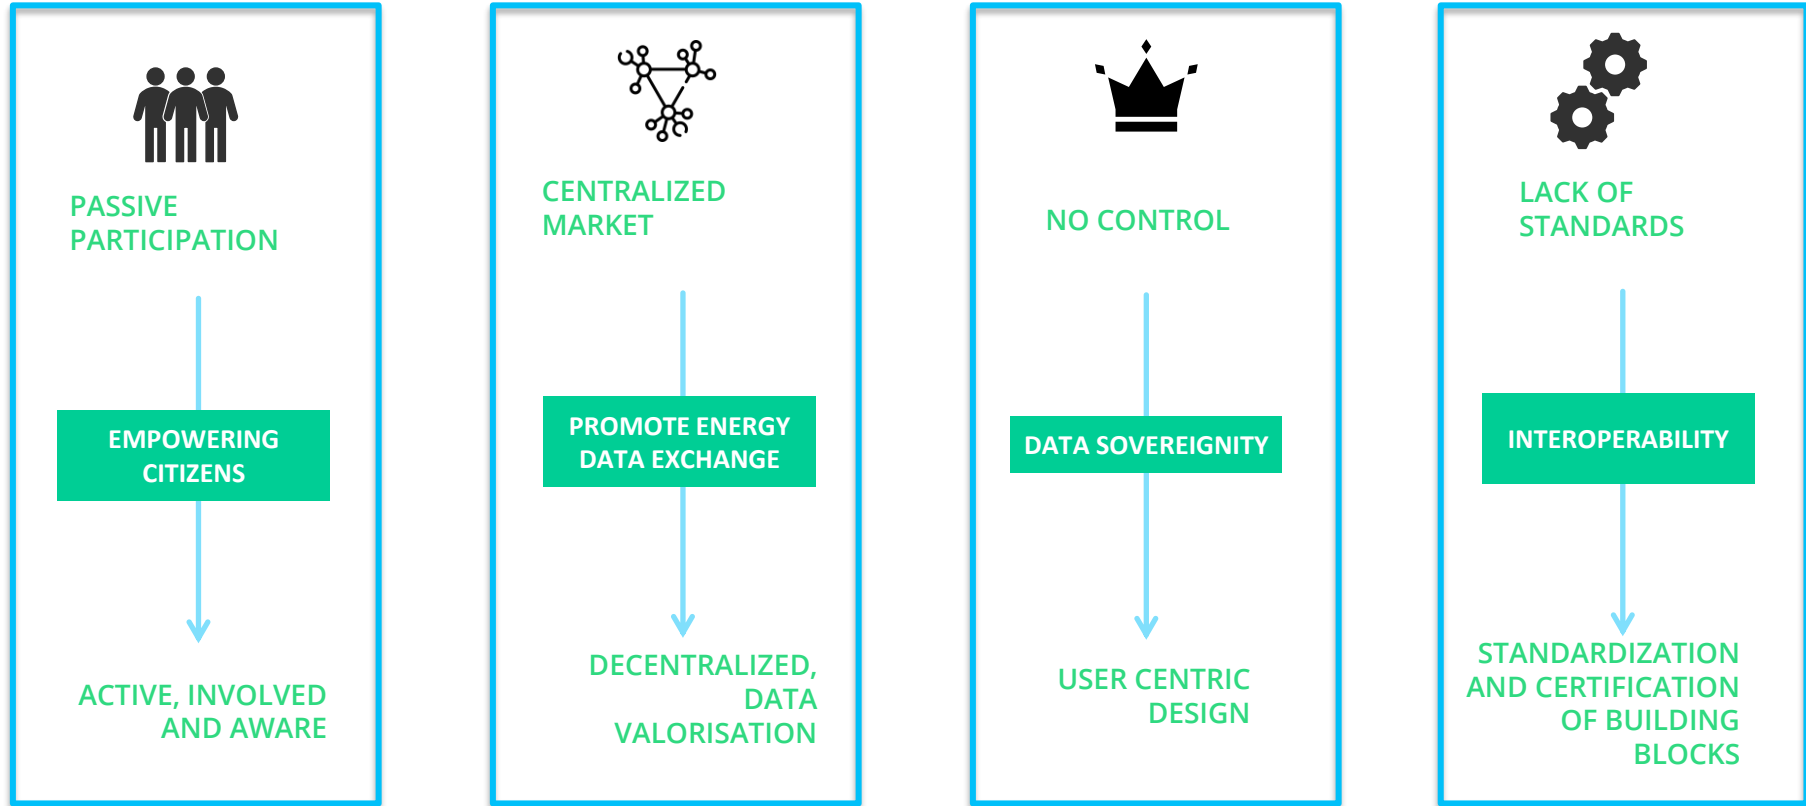 PASSIVE
PARTICIPATION
EMPOWERING
CITIZENS
ACTIVE, INVOLVED
AND AWARE
CENTRALIZED
MARKET
PROMOTE ENERGY
DATA EXCHANGE
DECENTRALIZED,
DATA
VALORISATION
NO CONTROL
DATA SOVEREIGNITY
USER CENTRIC
DESIGN
LACK OF
STANDARDS
INTEROPERABILITY
STANDARDIZATION
AND CERTIFICATION
OF BUILDING
BLOCKS